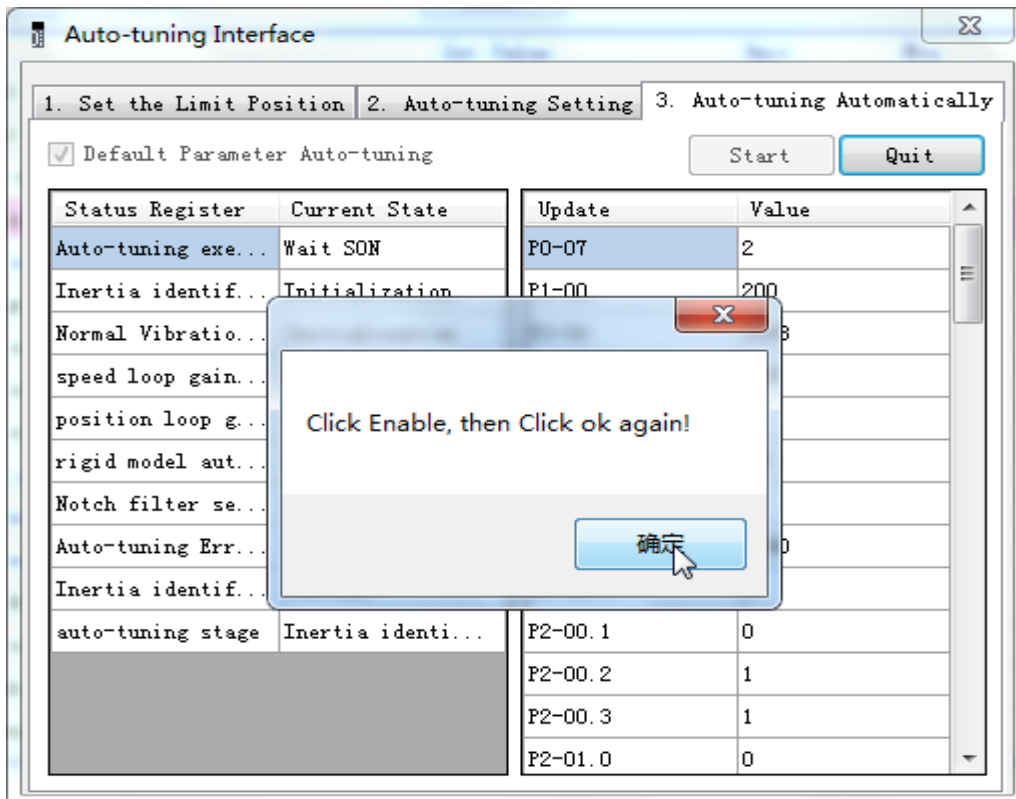 Auto-tuning Interface
1. Set the Limit Position
2. Auto-tuning Setting
3. Auto-tuning Automatically
Default Parameter Auto-tuning
Start
Quit
Status Register Current State
Update Value
Auto-tuning exe... Wait SON
P0-07 2
Inertia identif... Initialization
P1-00 200
Normal Vibratio...
speed loop gain...
position loop g...
rigid model aut...
Notch filter se...
Auto-tuning Err...
Inertia identif...
Click Enable, then Click ok again!
确定
auto-tuning stage Inertia identi...
P2-00.1 0
P2-00.2 1
P2-00.3 1
P2-01.0 0